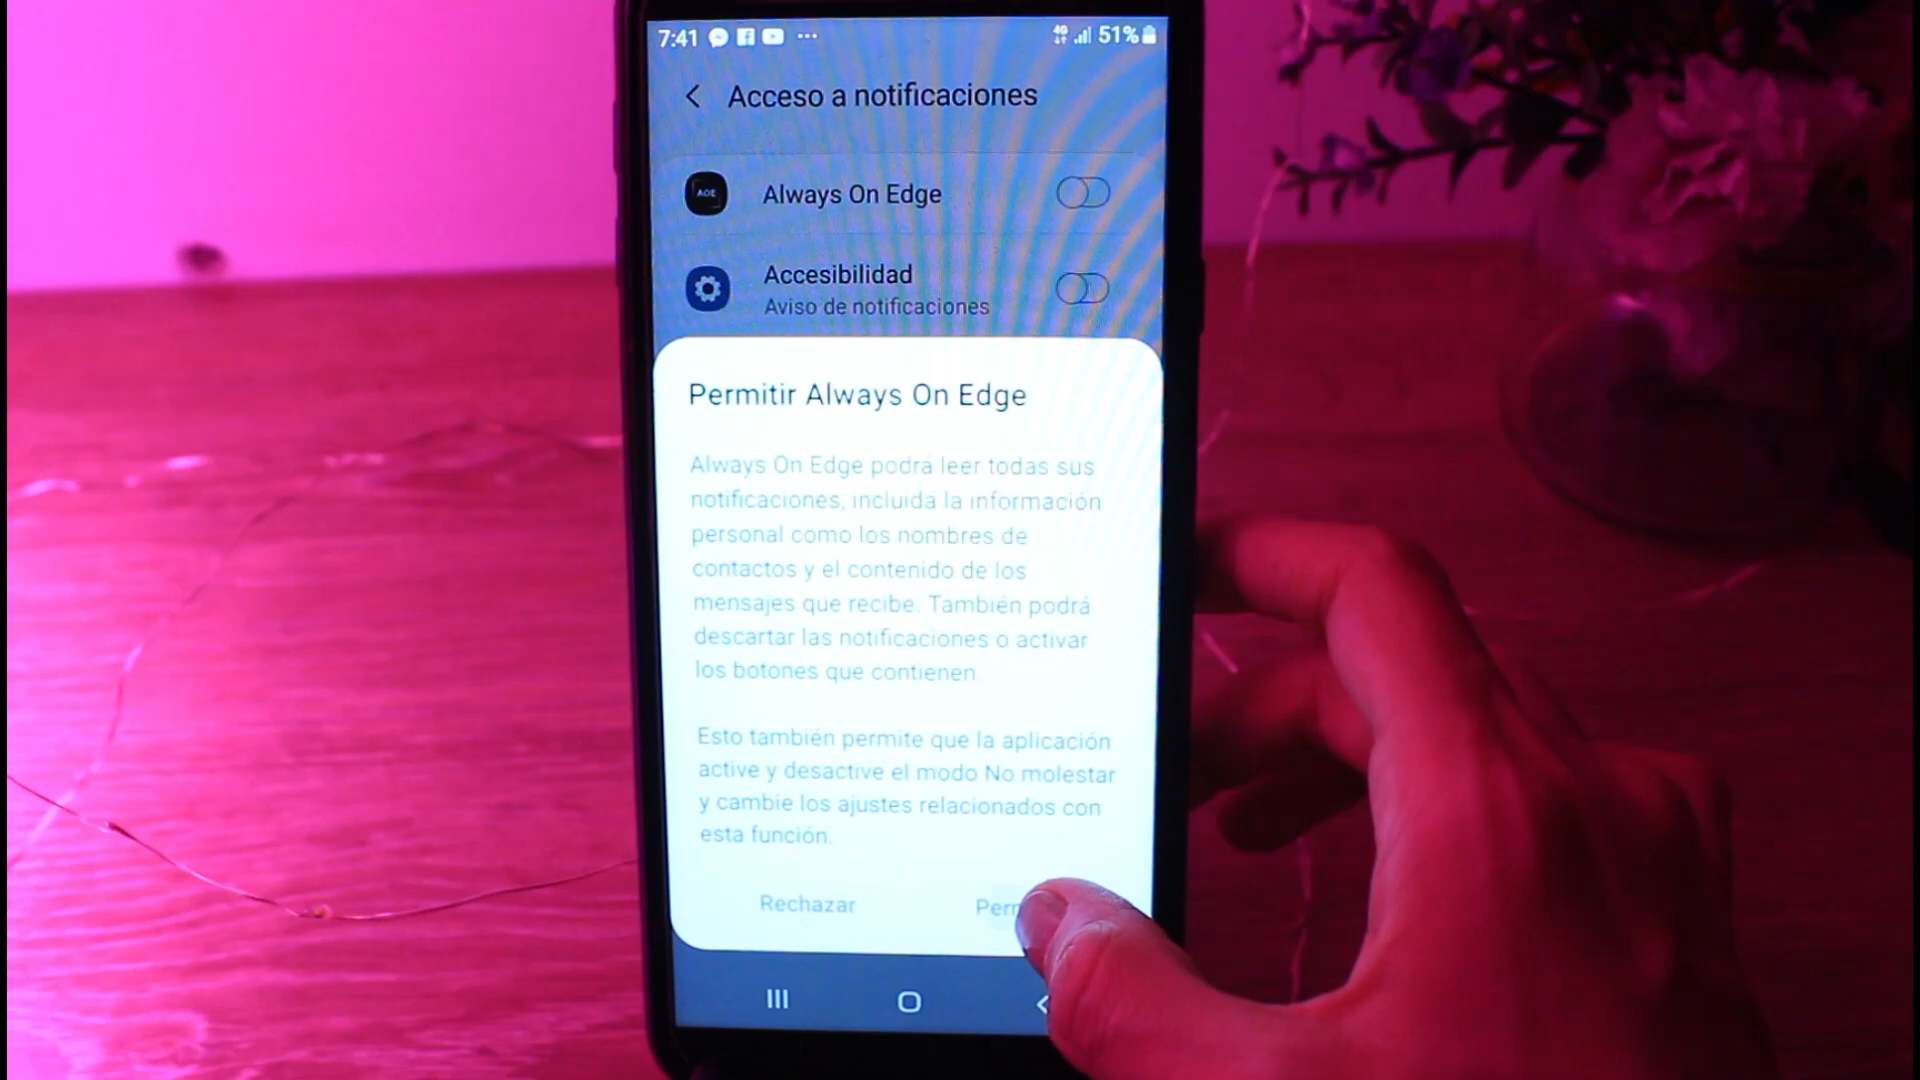 7:41 51%
Acceso a notificaciones
AOE Always On Edge
Accesibilidad
Aviso de notificaciones
Permitir Always On Edge
Always On Edge podrá leer todas sus
notificaciones, incluida la información
personal como los nombres de
contactos y el contenido de los
mensajes que recibe. También podrá
descartar las notificaciones o activar
los botones que contienen.
Esto también permite que la aplicación
active y desactive el modo No molestar
y cambie los ajustes relacionados con
esta función.
Rechazar